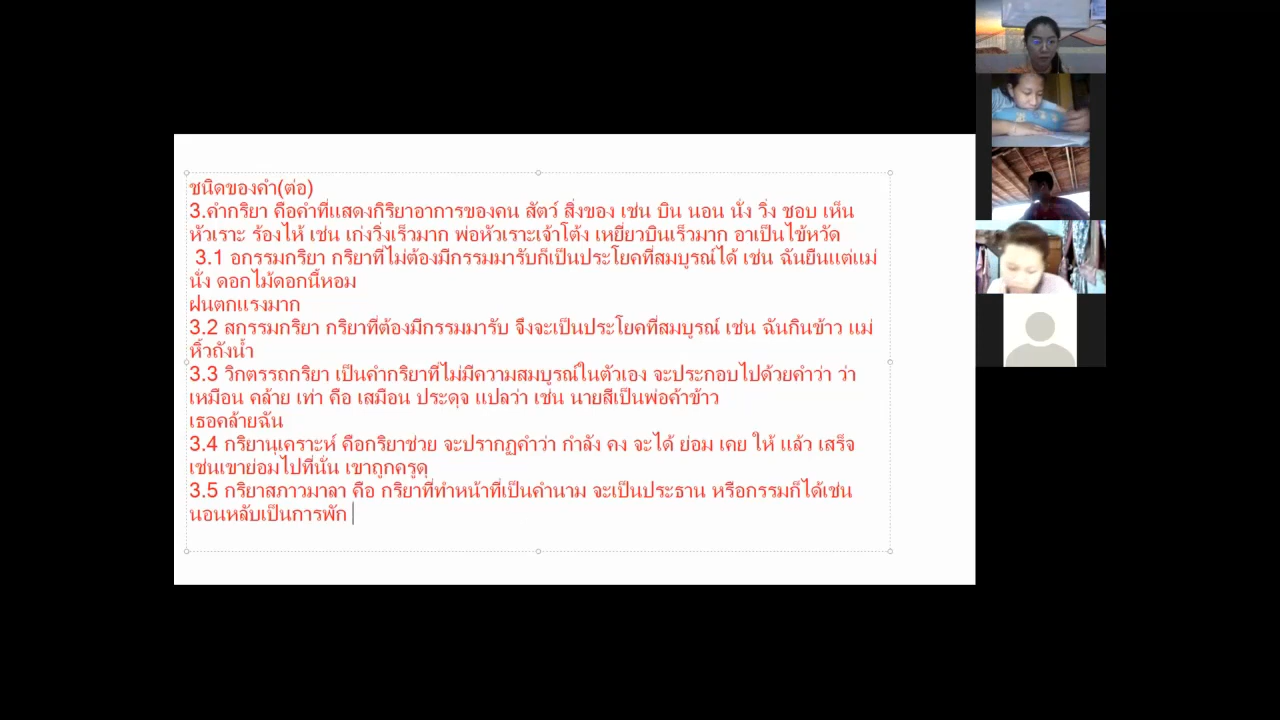 ชนิดของคำ(ต่อ)
3.คำกริยา คือคำที่แสดงกิริยาอาการของคน สัตว์ สิ่งของ เช่น บิน นอน นั่ง วิ่ง ชอบ เห็น
หัวเราะ ร้องไห้ เช่น เก่งวิ่งเร็วมาก พ่อหัวเราะเจ้าโต้ง เหยี่ยวบินเร็วมาก อาเป็นไข้หวัด
3.1 อกรรมกริยา กริยาที่ไม่ต้องมีกรรมมารับก็เป็นประโยคที่สมบูรณ์ได้ เช่น ฉันยืนแต่แม่
นั่ง ดอกไม้ดอกนี้หอม
ฝนตกแรงมาก
3.2 สกรรมกริยา กริยาที่ต้องมีกรรมมารับ จึงจะเป็นประโยคที่สมบูรณ์ เช่น ฉันกินข้าว แม่
หิ้วถังน้ำ
3.3 วิกตรรถกริยา เป็นคำกริยาที่ไม่มีความสมบูรณ์ในตัวเอง จะประกอบไปด้วยคำว่า ว่า
เหมือน คล้าย เท่า คือ เสมือน ประดุจ แปลว่า เช่น นายสีเป็นพ่อค้าข้าว
เธอคล้ายฉัน
3.4 กริยานุเคราะห์ คือกริยาช่วย จะปรากฏคำว่า กำลัง คง จะได้ ย่อม เคย ให้ แล้ว เสร็จ
เช่นเขาย่อมไปที่นั่น เขาถูกครูดุ
3.5 กริยาสภาวมาลา คือ กริยาที่ทำหน้าที่เป็นคำนาม จะเป็นประธาน หรือกรรมก็ได้เช่น
นอนหลับเป็นการพัก